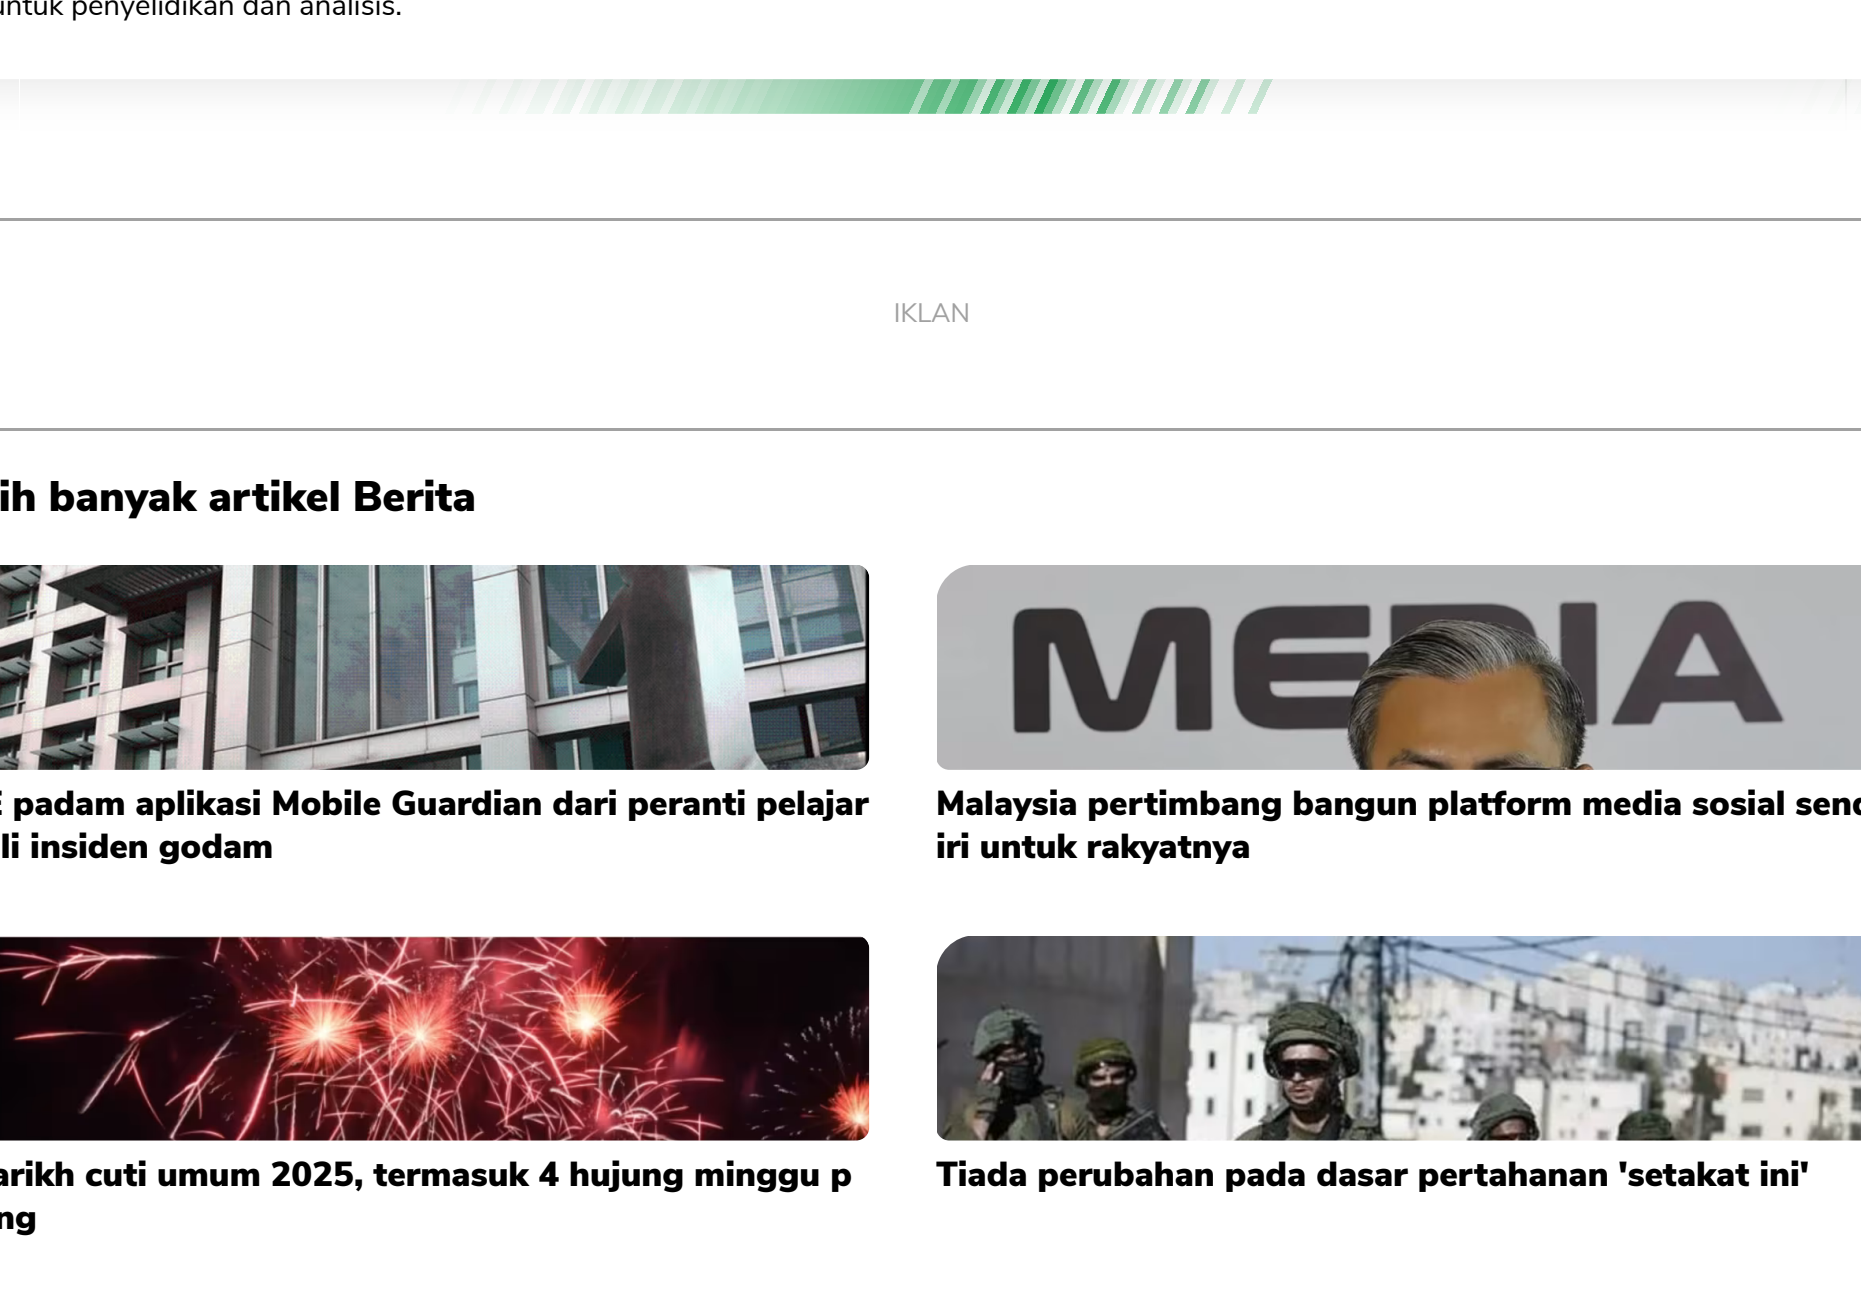 untuk penyelidikan dan analisis.
IKLAN
ih banyak artikel Berita
MEDIA
padam aplikasi Mobile Guardian dari peranti pelajar
li insiden godam
Malaysia pertimbang bangun platform media sosial send
iri untuk rakyatnya
arikh cuti umum 2025, termasuk 4 hujung minggu p
ng
Tiada perubahan pada dasar pertahanan 'setakat ini'